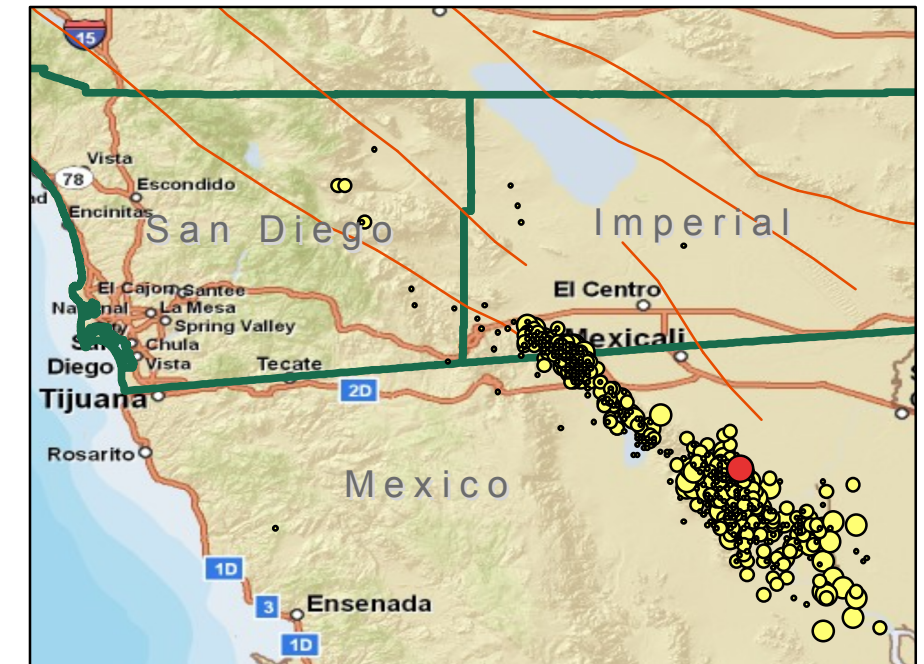 15
Vista
78
Escondido
ad
Encinitas
San Diego
Imperial
El Cajon
Santee
El Centro
La Mesa
Spring Valley
Mexicali
Chula
Vista
Diego
Tecate
2D
Tijuana
Rosarito
Mexico
1D
3
Ensenada
1D